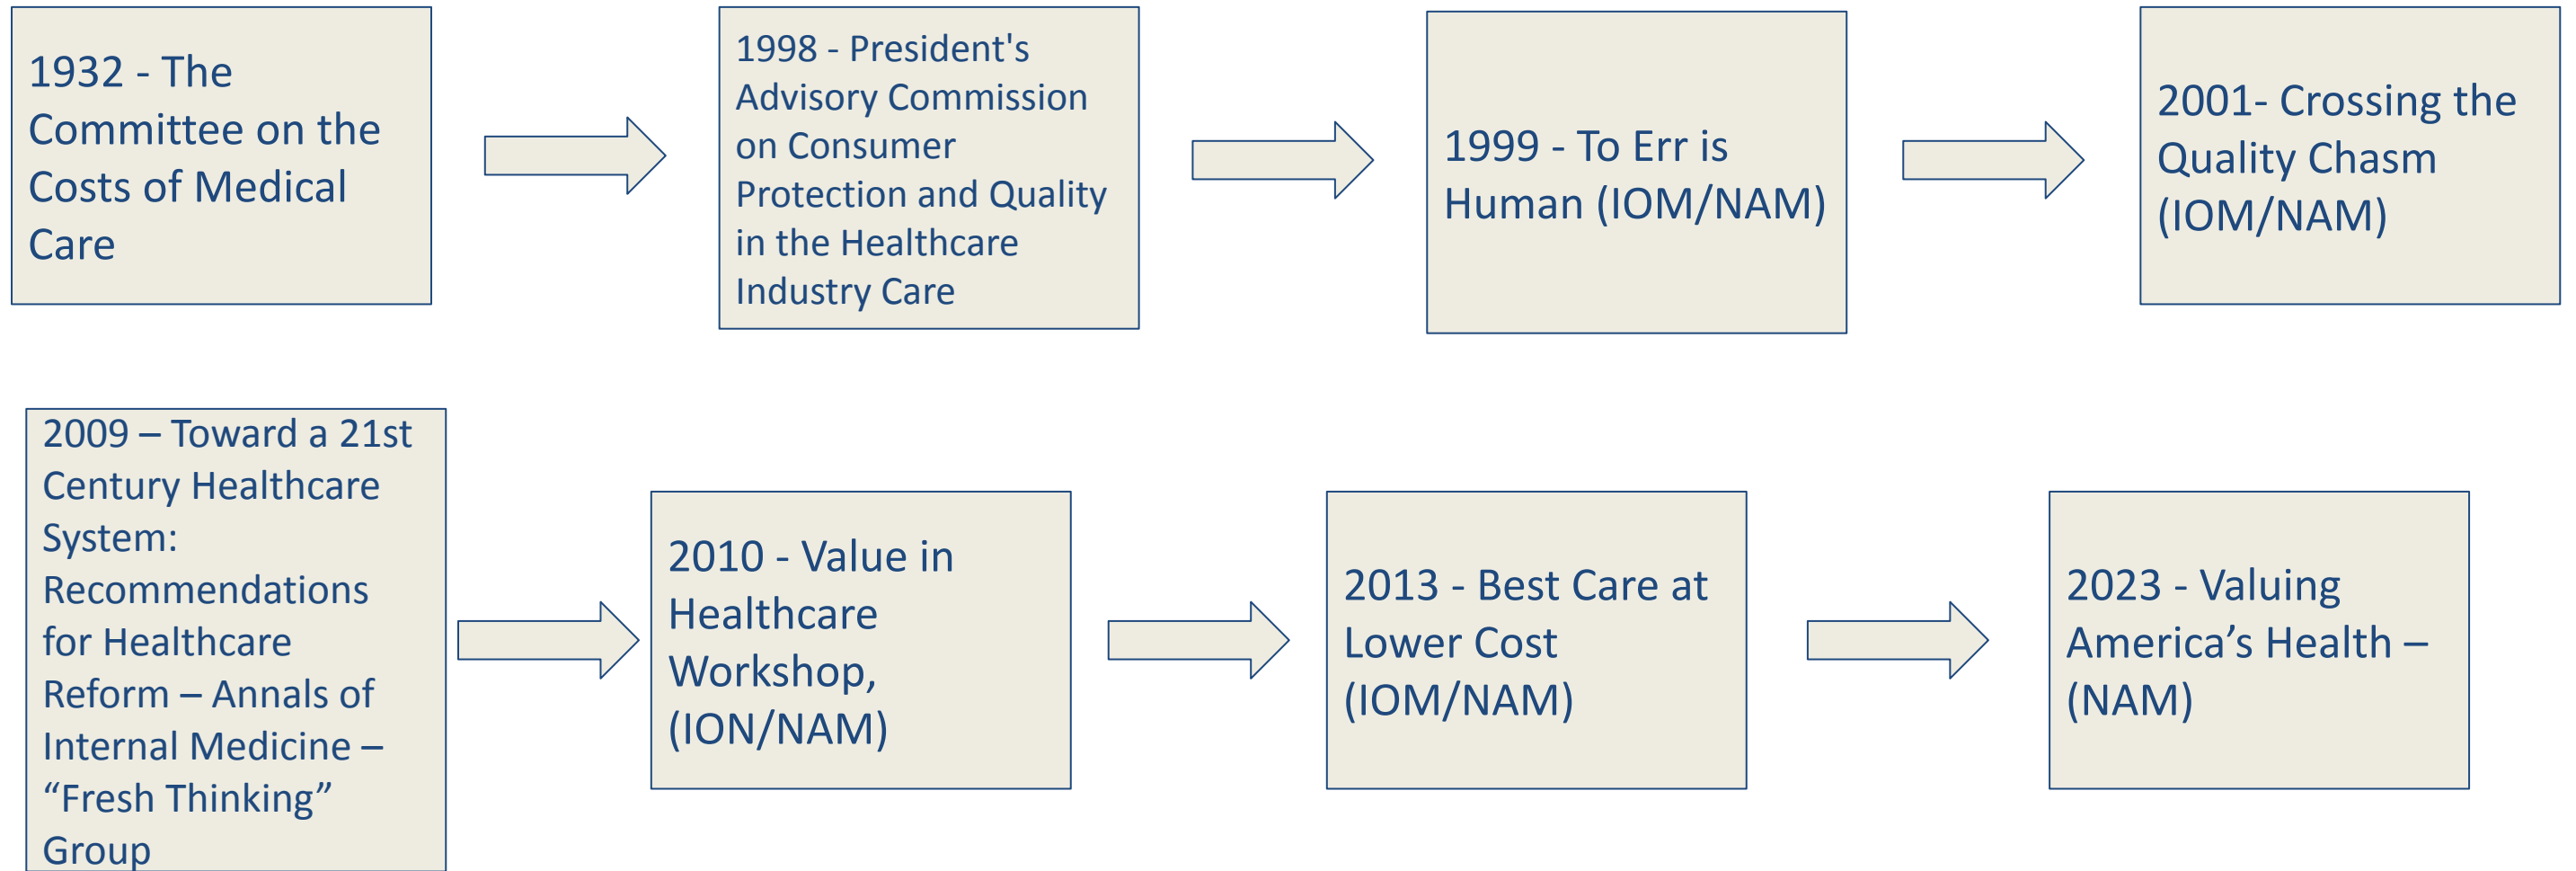 1932 - The
Committee on the
Costs of Medical
Care
1998 - President's
Advisory Commission
on Consumer
Protection and Quality
in the Healthcare
Industry Care
1999 - To Err is
Human (IOM/NAM)
2001- Crossing the
Quality Chasm
(IOM/NAM)
2009 – Toward a 21st
Century Healthcare
System:
Recommendations
for Healthcare
Reform – Annals of
Internal Medicine –
“Fresh Thinking”
Group
2010 - Value in
Healthcare
Workshop,
(ION/NAM)
2013 - Best Care at
Lower Cost
(IOM/NAM)
2023 - Valuing
America’s Health –
(NAM)